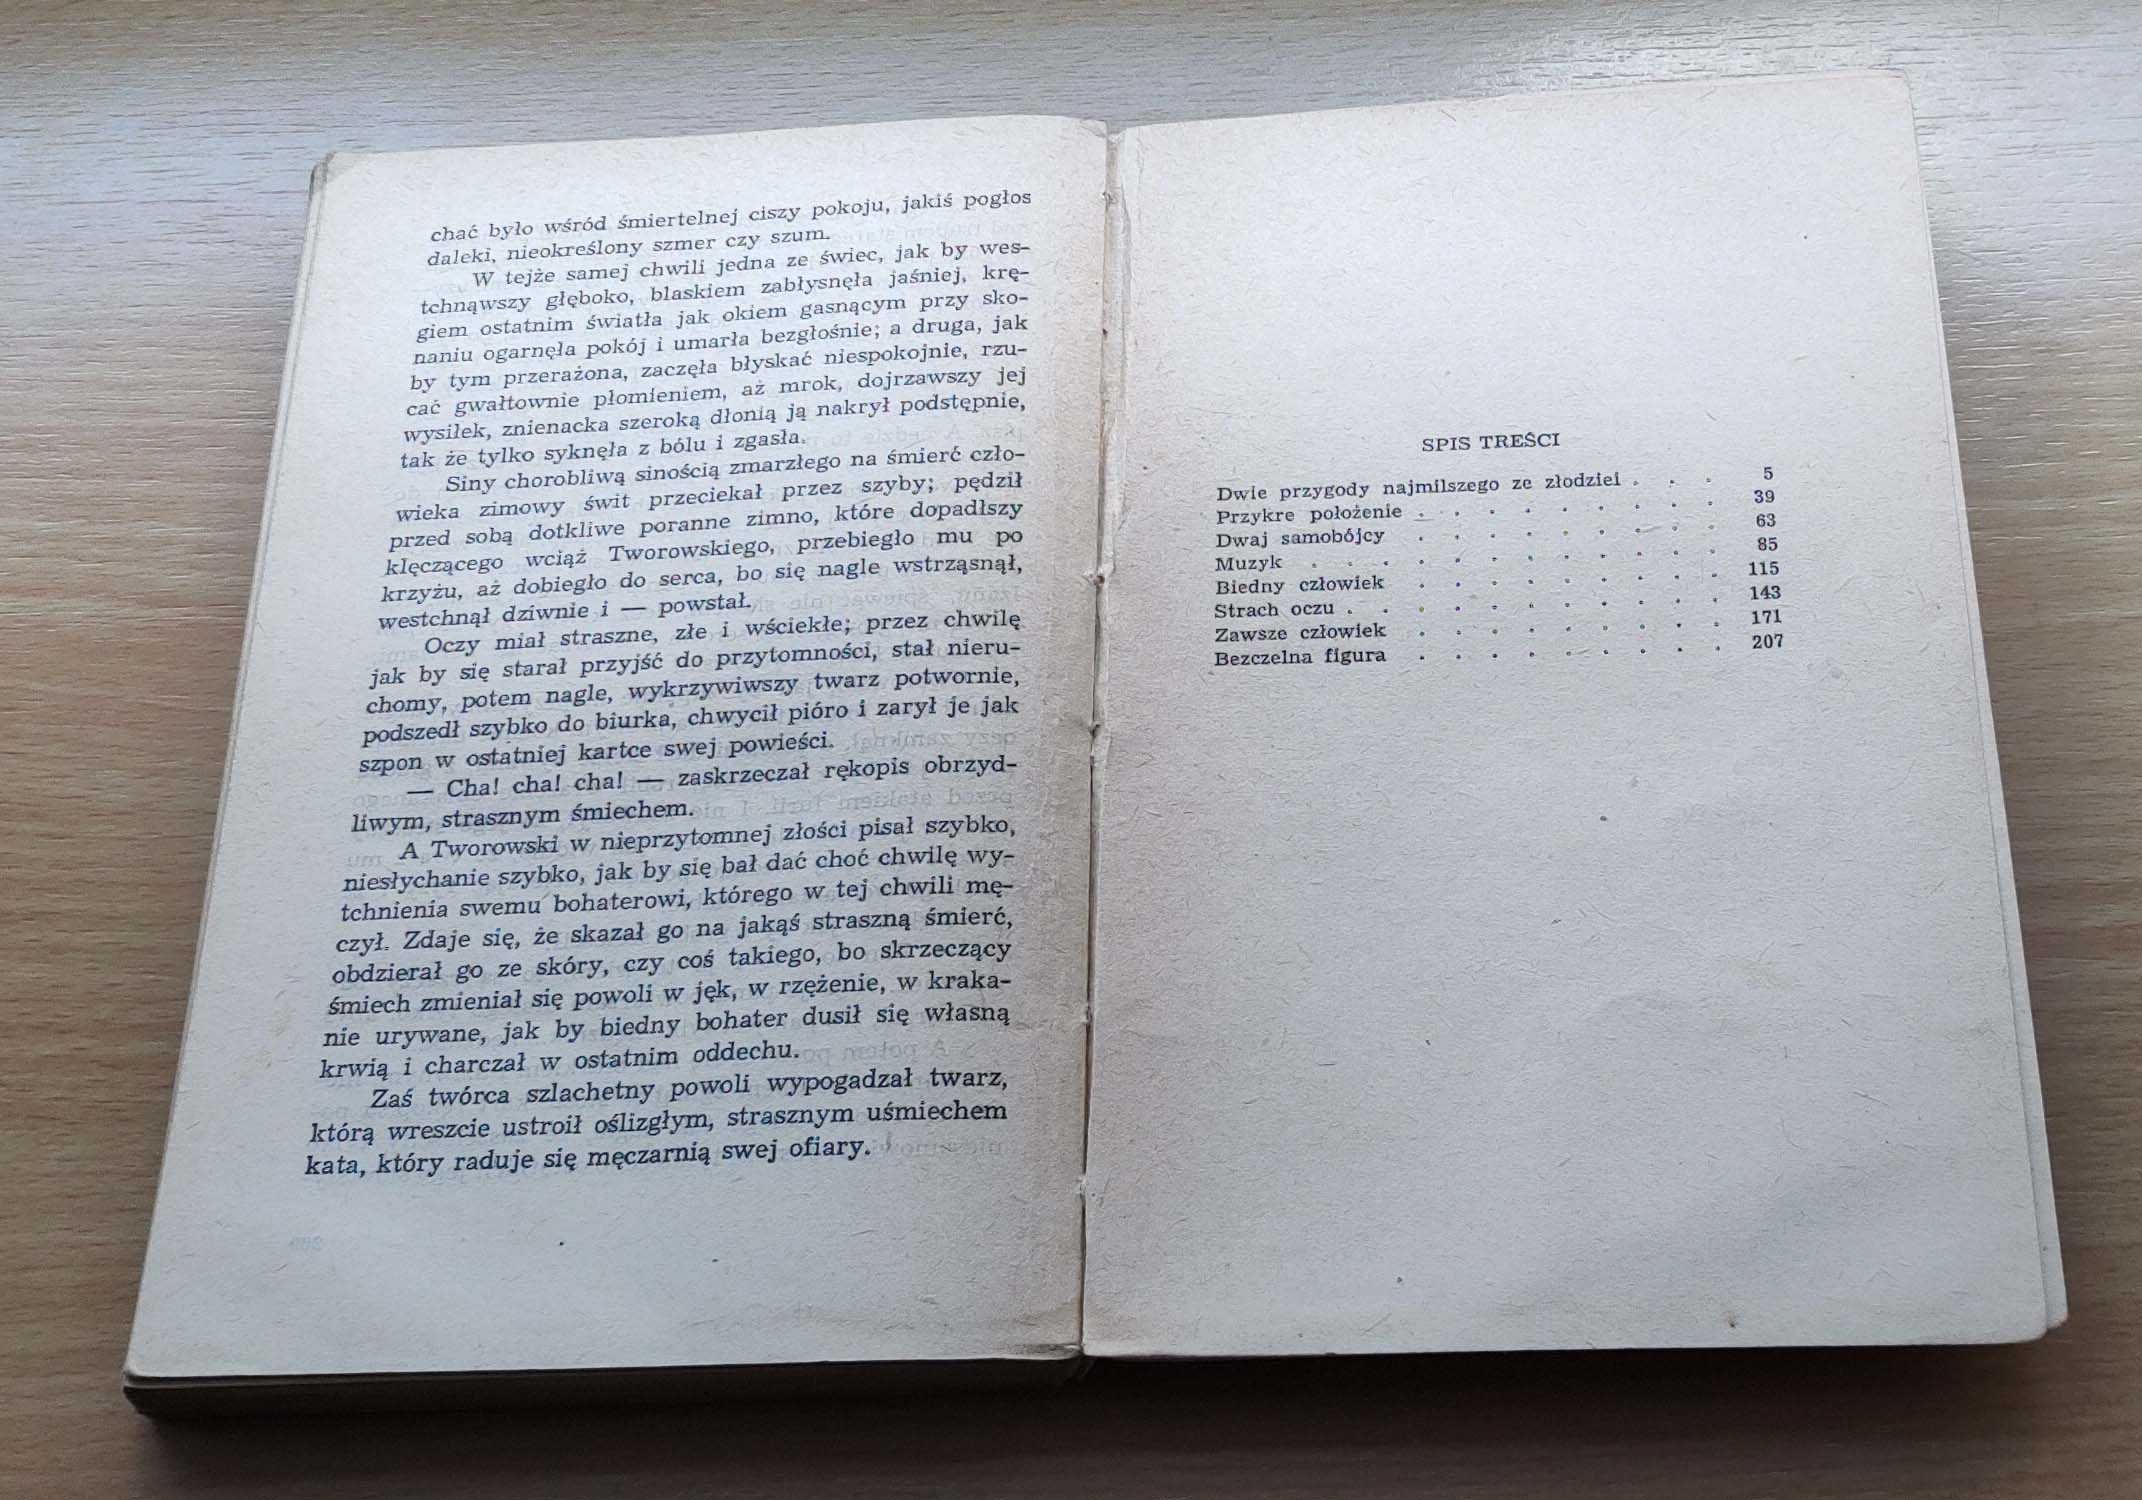 chać było wśród śmiertelnej ciszy pokoju, jakiś pogłos
daleki, nieokreślony szmer czy szum.
W tejże samej chwili jedna ze świec, jak by wes-
tchnąwszy głęboko, blaskiem zabłysnęła jaśniej, krę-
giem ostatnim światła jak okiem gasnącym przy sko-
naniu ogarnęła pokój i umarła bezgłośnie; a druga, jak
by tym przerażona, zaczęła błyskać niespokojnie, rzu-
cać gwałtownie płomieniem, aż mrok, dojrzawszy jej
wysiłek, znienacka szeroką dłonią ją nakrył podstępnie,
tak że tylko syknęła z bólu i zgasła.
Siny chorobliwą sinością zmarzłego na śmierć czło-
wieka zimowy świt przeciekał przez szyby; pędził
przed sobą dotkliwe poranne zimno, które dopadłszy
klęczącego wciąż Tworowskiego, przebiegło mu po
krzyżu, aż dobiegło do serca, bo się nagle wstrząsnął,
westchnął dziwnie i — powstał.
Oczy miał straszne, złe i wściekłe; przez chwilę
jak by się starał przyjść do przytomności, stał nieru-
chomy, potem nagle, wykrzywiwszy twarz potwornie,
podszedł szybko do biurka, chwycił pióro i zarył je jak
szpon w ostatniej kartce swej powieści.
— Cha! cha! cha! — zaskrzeczał rękopis obrzyd-
liwym, strasznym śmiechem.
A Tworowski w nieprzytomnej złości pisał szybko,
niesłychanie szybko, jak by się bał dać choć chwilę wy-
tchnienia swemu bohaterowi, którego w tej chwili mę-
czył. Zdaje się, że skazał go na jakąś straszną śmierć,
obdzierał go ze skóry, czy coś takiego, bo skrzeczący
śmiech zmieniał się powoli w jęk, w rzężenie, w kraka-
nie urywane, jak by biedny bohater dusił się własną
krwią i charczał w ostatnim oddechu.
Zaś twórca szlachetny powoli wypogadzał twarz,
którą wreszcie ustroił oślizgłym, strasznym uśmiechem
kata, który raduje się męczarnią swej ofiary.
SPIS TREŚCI
Dwie przygody najmilszego ze złodziei . . . 5
Przykre położenie . . . . . . . . . 39
Dwaj samobójcy . . . . . . . . . 63
Muzyk . . . . . . . . . . . . 85
Biedny człowiek . . . . . . . . . 115
Strach oczu . . . . . . . . . . . 143
Zawsze człowiek . . . . . . . . . 171
Bezczelna figura . . . . . . . . . 207